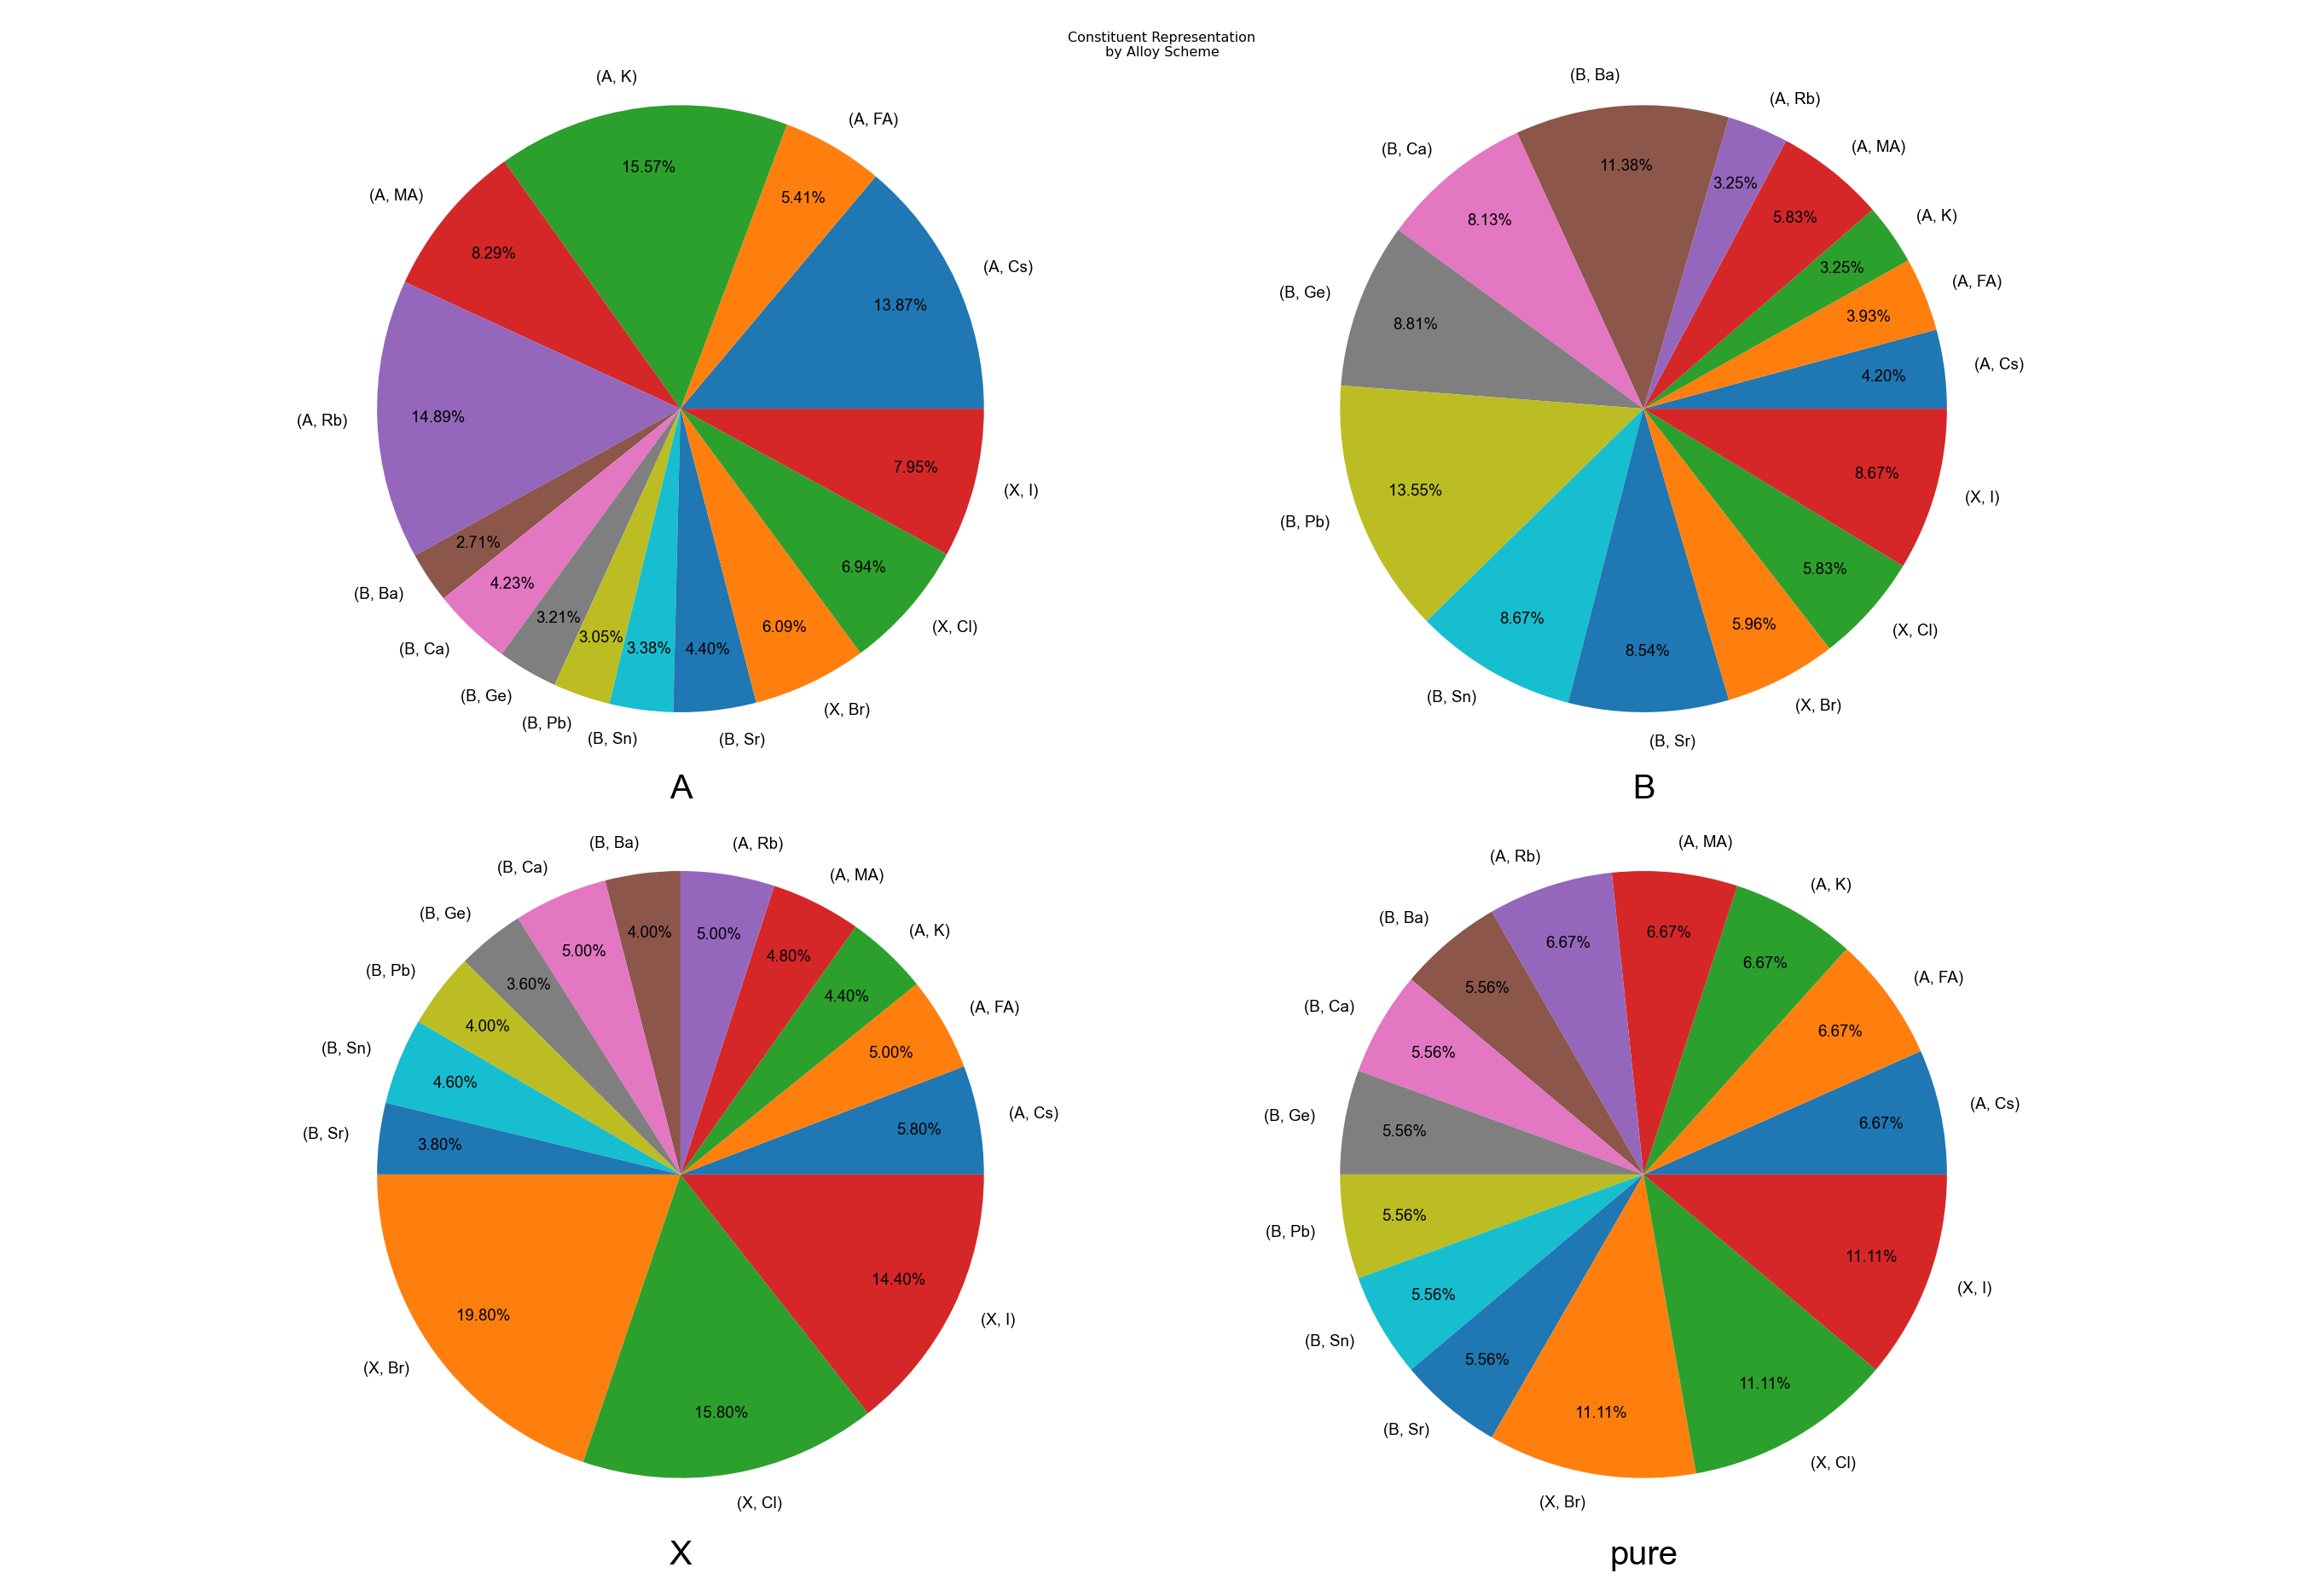 Constituent Representation
by Alloy Scheme
(A, K)
(A, FA)
(A, MA)
(A, Cs)
(A, Rb)
(B, Ba)
(B, Ca)
(B, Ge)
(B, Pb)
(B, Sn)
(B, Sr)
(X, Br)
(X, Cl)
(X, I)
15.57%
5.41%
8.29%
13.87%
14.89%
2.71%
4.23%
3.21%
3.05%
3.38%
4.40%
6.09%
6.94%
7.95%
A
(B, Ba)
(A, Rb)
(A, MA)
(B, Ca)
(A, K)
(A, FA)
(B, Ge)
(A, Cs)
(B, Pb)
(X, I)
(X, Cl)
(B, Sn)
(X, Br)
(B, Sr)
11.38%
3.25%
5.83%
8.13%
3.25%
3.93%
8.81%
4.20%
13.55%
8.67%
5.83%
8.67%
5.96%
8.54%
B
(B, Ba)
(A, Rb)
(B, Ca)
(A, MA)
(B, Ge)
(A, K)
(B, Pb)
(A, FA)
(B, Sn)
(A, Cs)
(B, Sr)
(X, I)
(X, Br)
(X, Cl)
4.00%
5.00%
5.00%
4.80%
3.60%
4.40%
4.00%
5.00%
4.60%
5.80%
3.80%
14.40%
19.80%
15.80%
X
(A, MA)
(A, Rb)
(A, K)
(B, Ba)
(A, FA)
(B, Ca)
(A, Cs)
(B, Ge)
(B, Pb)
(X, I)
(B, Sn)
(B, Sr)
(X, Cl)
(X, Br)
6.67%
6.67%
6.67%
5.56%
6.67%
5.56%
6.67%
5.56%
5.56%
11.11%
5.56%
5.56%
11.11%
11.11%
pure